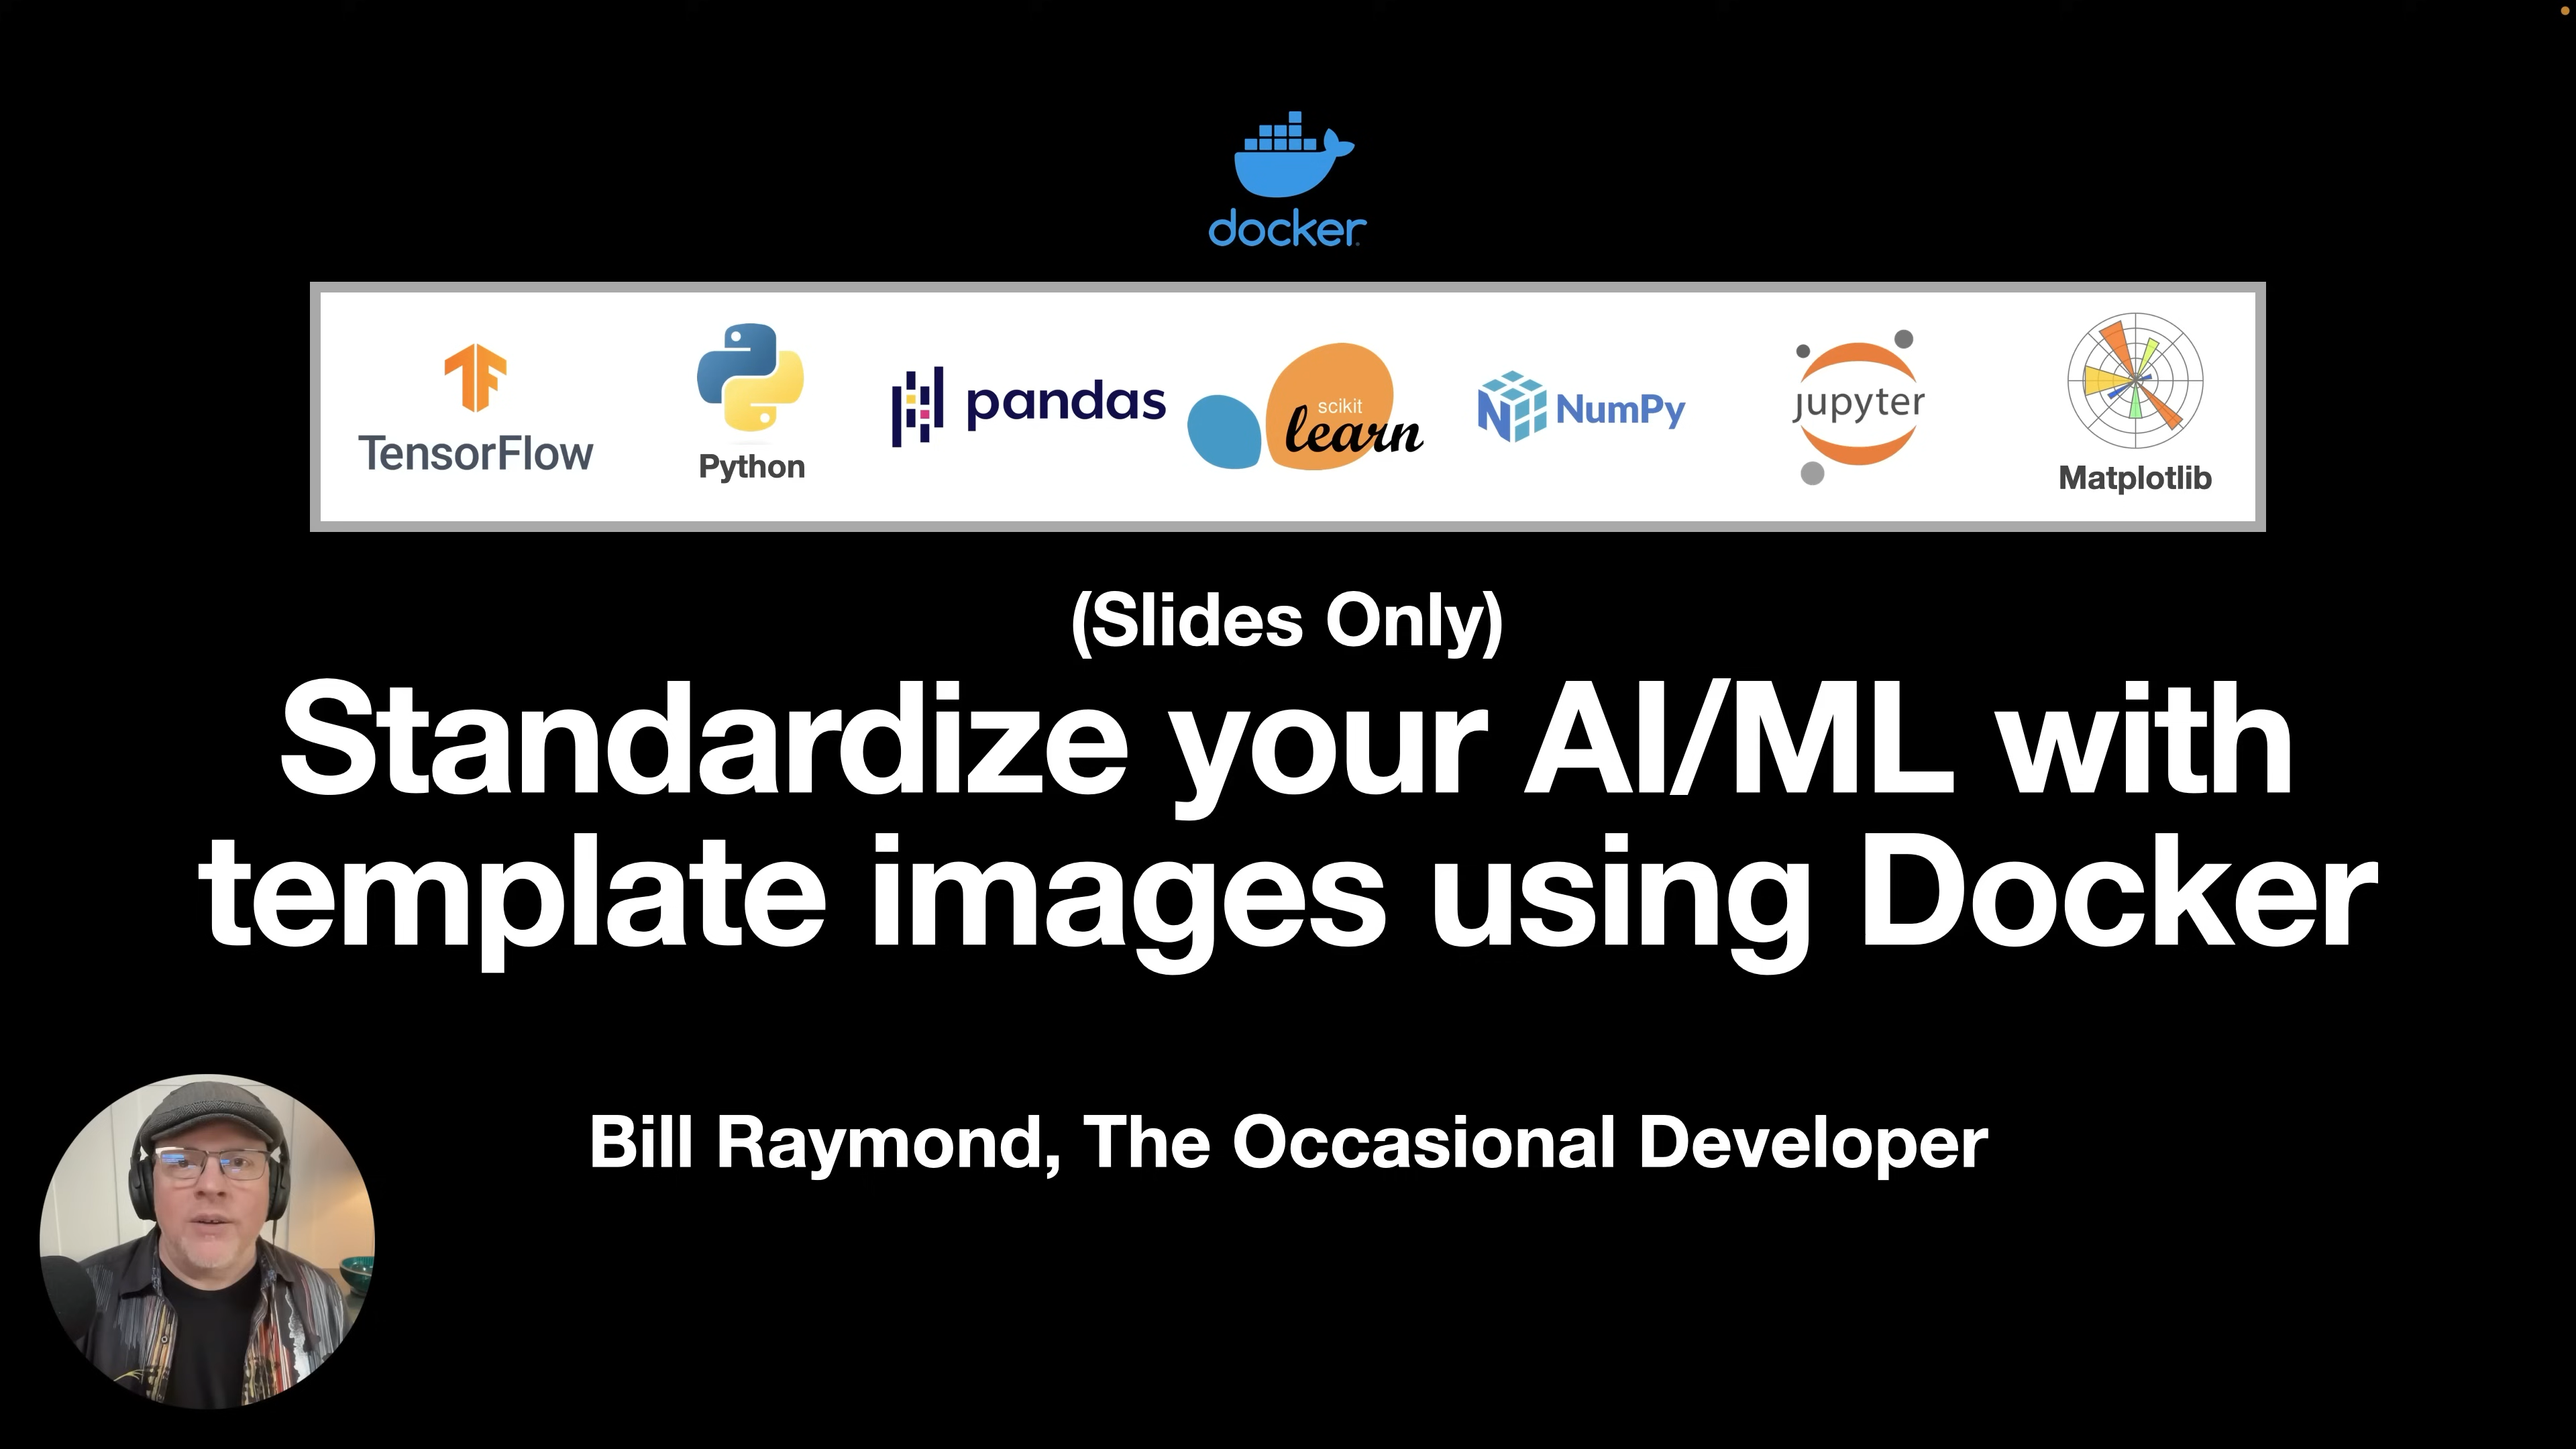 docker
TensorFlow
Python
pandas
scikit
learn
NumPy
jupyter
Matplotlib
(Slides Only)
Standardize your AI/ML with
template images using Docker
Bill Raymond, The Occasional Developer